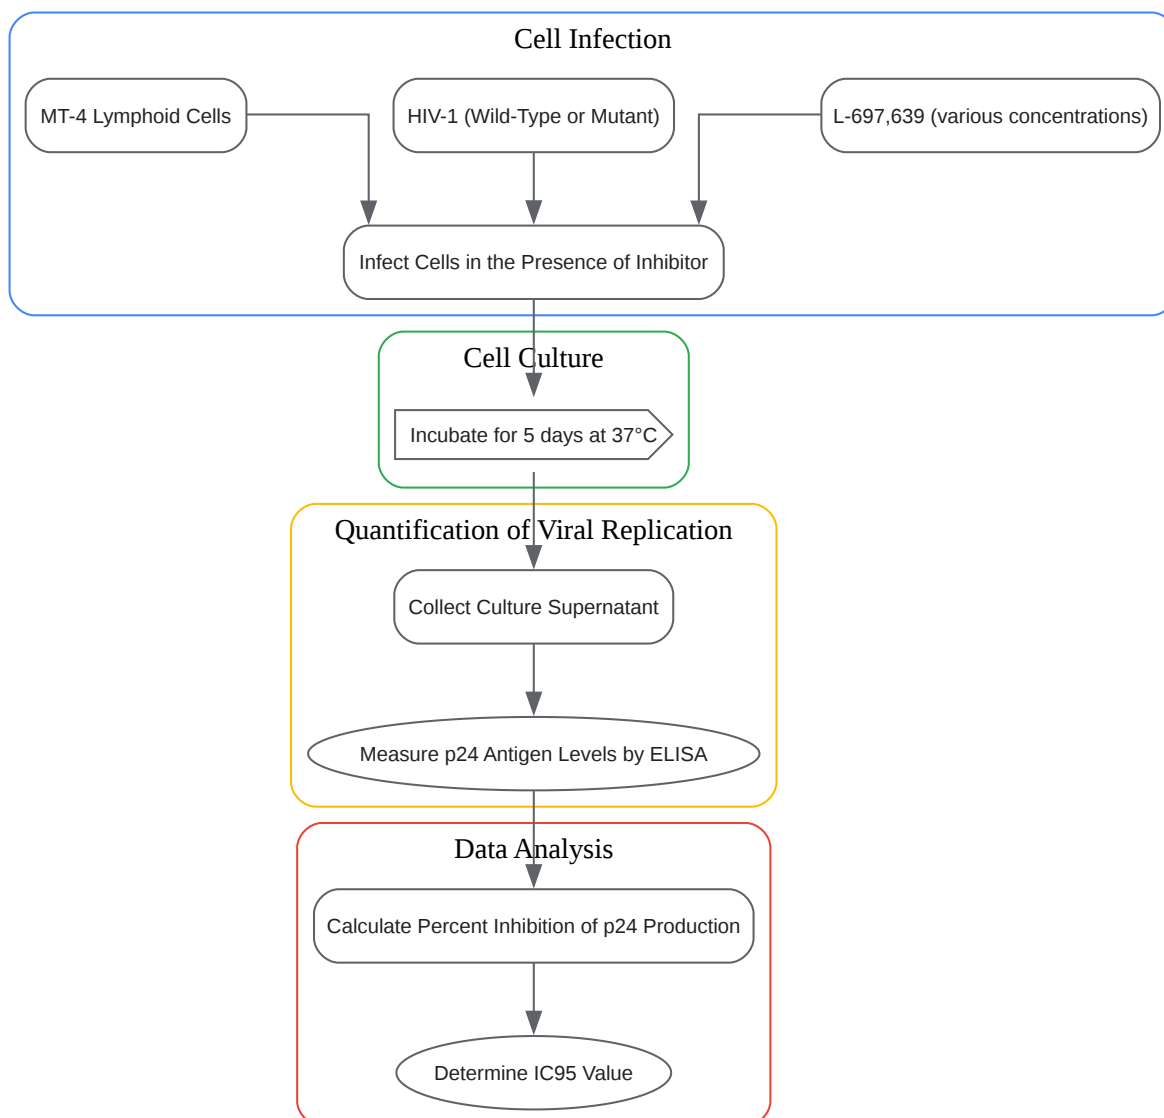 Cell Infection
MT-4 Lymphoid Cells
HIV-1 (Wild-Type or Mutant)
L-697,639 (various concentrations)
Infect Cells in the Presence of Inhibitor
Cell Culture
Incubate for 5 days at 37°C
Quantification of Viral Replication
Collect Culture Supernatant
Measure p24 Antigen Levels by ELISA
Data Analysis
Calculate Percent Inhibition of p24 Production
Determine IC95 Value